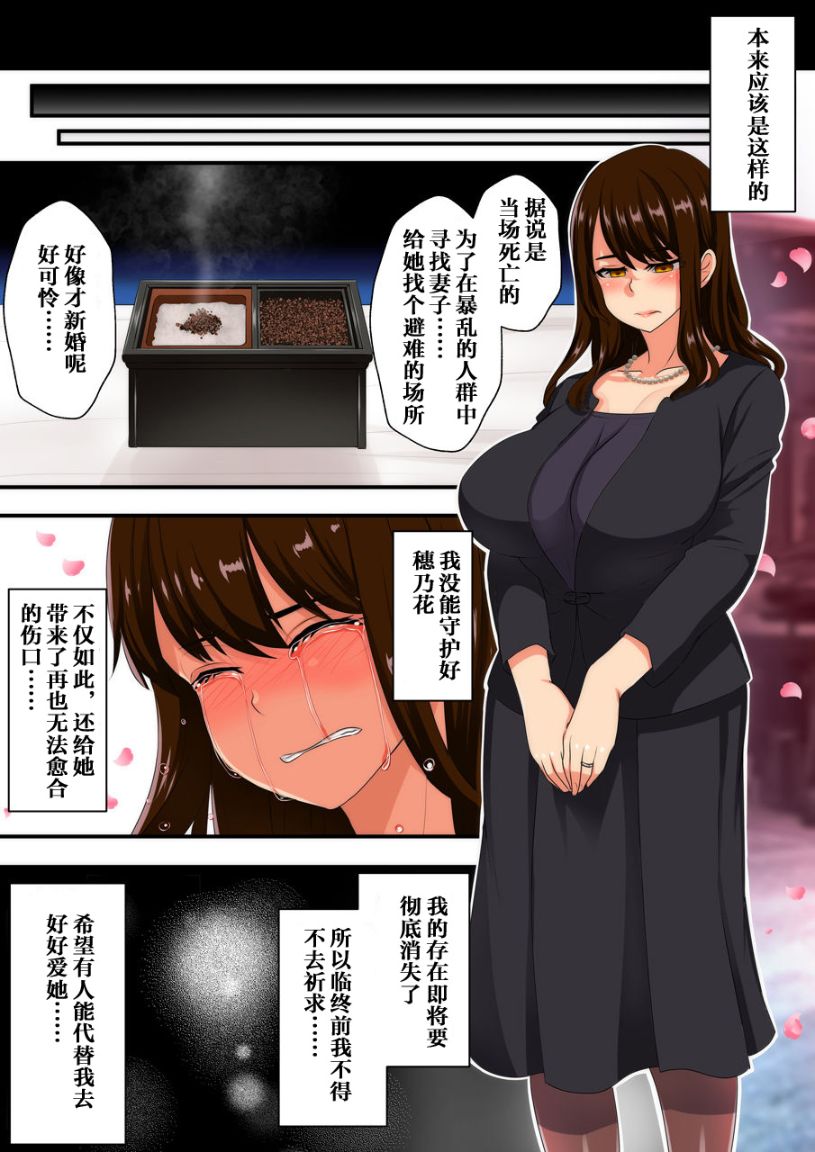 本来应该是这样的
据说是
当场死亡的
为了在暴乱的人群中
寻找妻子……
给她找个避难的场所
好像才新婚呢
好可怜……
我没能守护好
穗乃花
不仅如此，还给她
带来了再也无法愈合
的伤口……
我的存在即将要
彻底消失了
所以临终前我不得
不去祈求……
希望有人能代替我去
好好爱她……